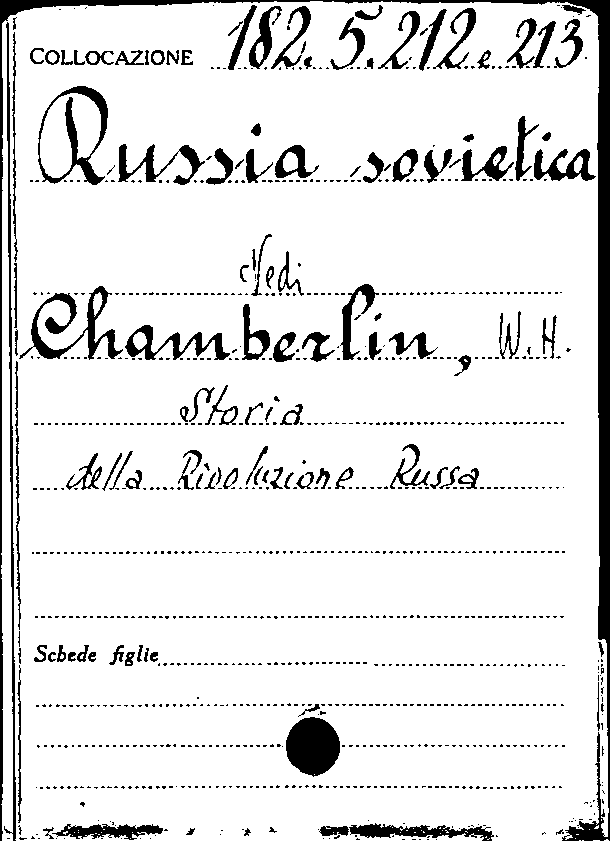 COLLOCAZIONE 182.5.212 e 213
Russia sovietica
Vedi
Chamberlin, W. H.
Storia
della Rivoluzione Russa
Schede figlie